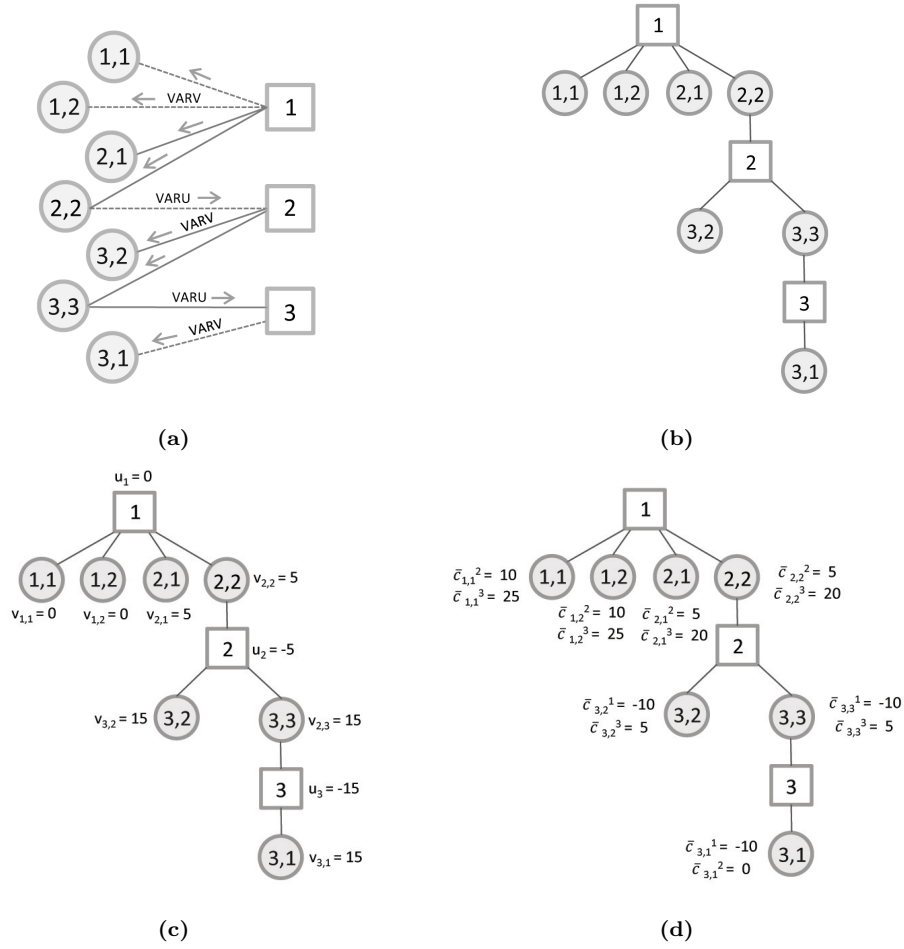 1,1
1,2
VARV
1
2,1
2,2
VARU
2
VARV
3,2
3,3
VARU
3
VARV
3,1
(a)
1
1,1
1,2
2,1
2,2
2
3,2
3,3
3
3,1
(b)
u1 = 0
1
1,1
1,2
2,1
2,2
v2,2 = 5
v1,1 = 0
v1,2 = 0
v2,1 = 5
2
u2 = -5
v3,2 = 15
3,2
3,3
v2,3 = 15
3
u3 = -15
3,1
v3,1 = 15
(c)
1
c̄1,1² = 10
c̄1,1³ = 25
1,1
1,2
2,1
2,2
c̄2,2² = 5
c̄2,2³ = 20
c̄1,2² = 10
c̄1,2³ = 25
c̄2,1² = 5
c̄2,1³ = 20
2
c̄3,2¹ = -10
c̄3,2³ = 5
3,2
3,3
c̄3,3¹ = -10
c̄3,3³ = 5
3
c̄3,1¹ = -10
c̄3,1² = 0
3,1
(d)